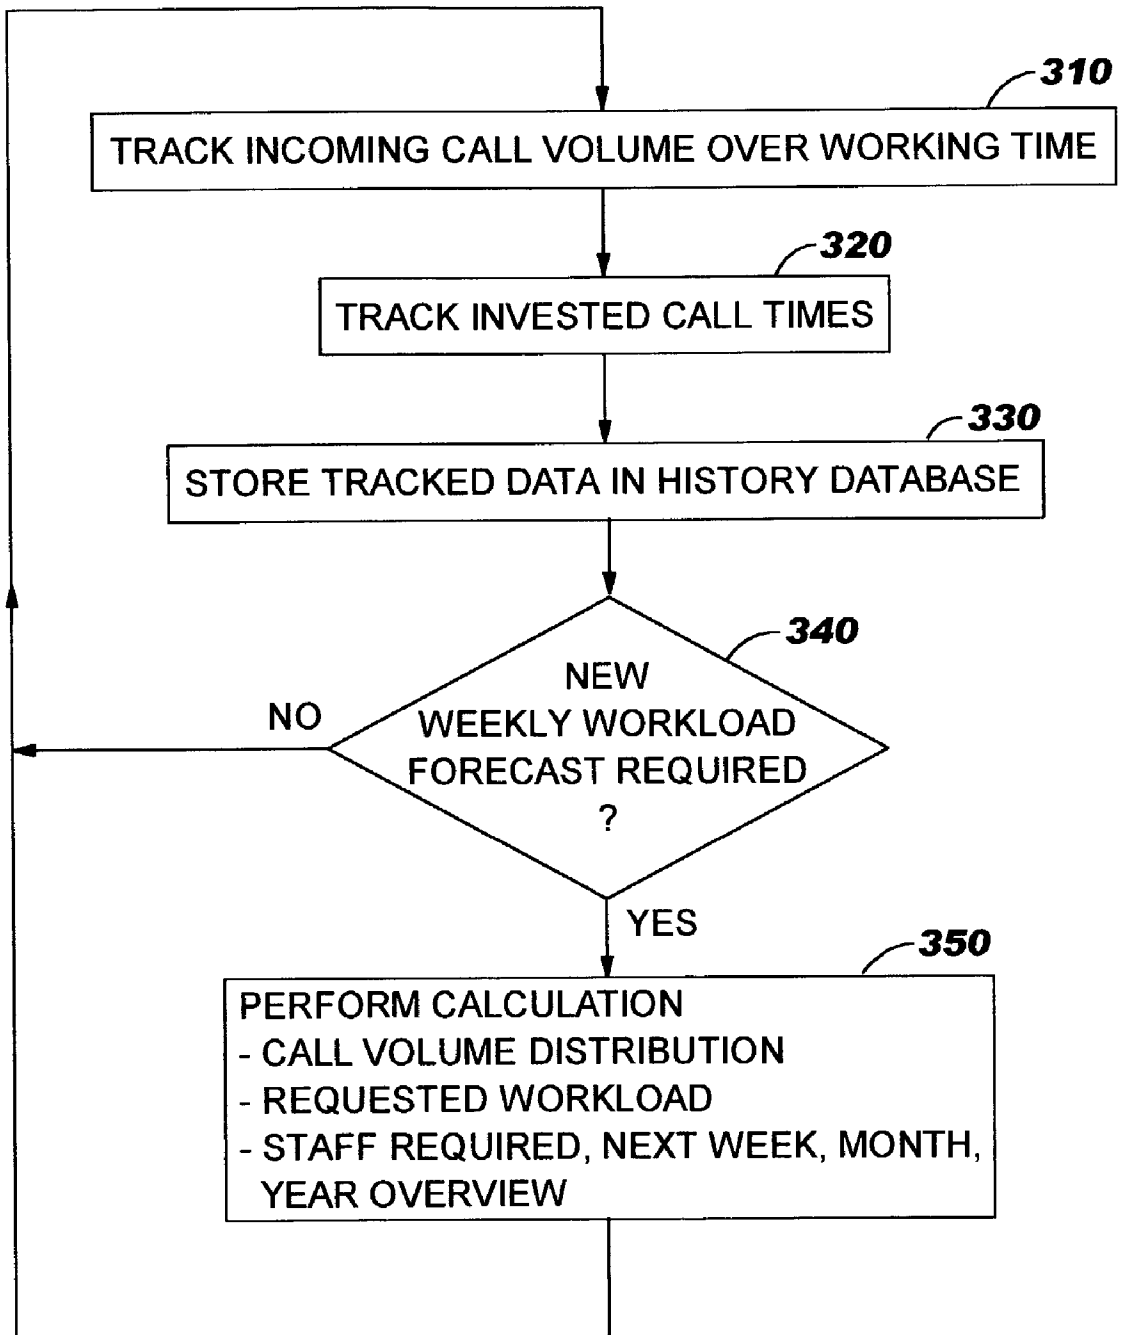 310
TRACK INCOMING CALL VOLUME OVER WORKING TIME
320
TRACK INVESTED CALL TIMES
330
STORE TRACKED DATA IN HISTORY DATABASE
340
NEW
WEEKLY WORKLOAD
FORECAST REQUIRED
?
NO
YES
350
PERFORM CALCULATION
- CALL VOLUME DISTRIBUTION
- REQUESTED WORKLOAD
- STAFF REQUIRED, NEXT WEEK, MONTH,
YEAR OVERVIEW